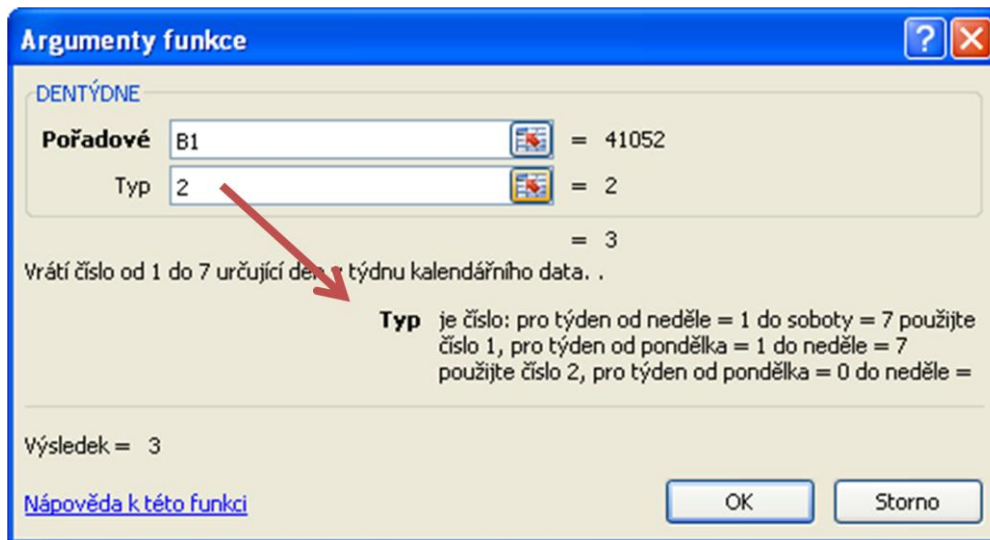 Argumenty funkce
DENTÝDNE
Pořadové B1 = 41052
Typ 2 = 2
= 3
Vrátí číslo od 1 do 7 určující den v týdnu kalendářního data. .
Typ je číslo: pro týden od neděle = 1 do soboty = 7 použijte
číslo 1, pro týden od pondělka = 1 do neděle = 7
použijte číslo 2, pro týden od pondělka = 0 do neděle =
Výsledek = 3
Nápověda k této funkci OK Storno